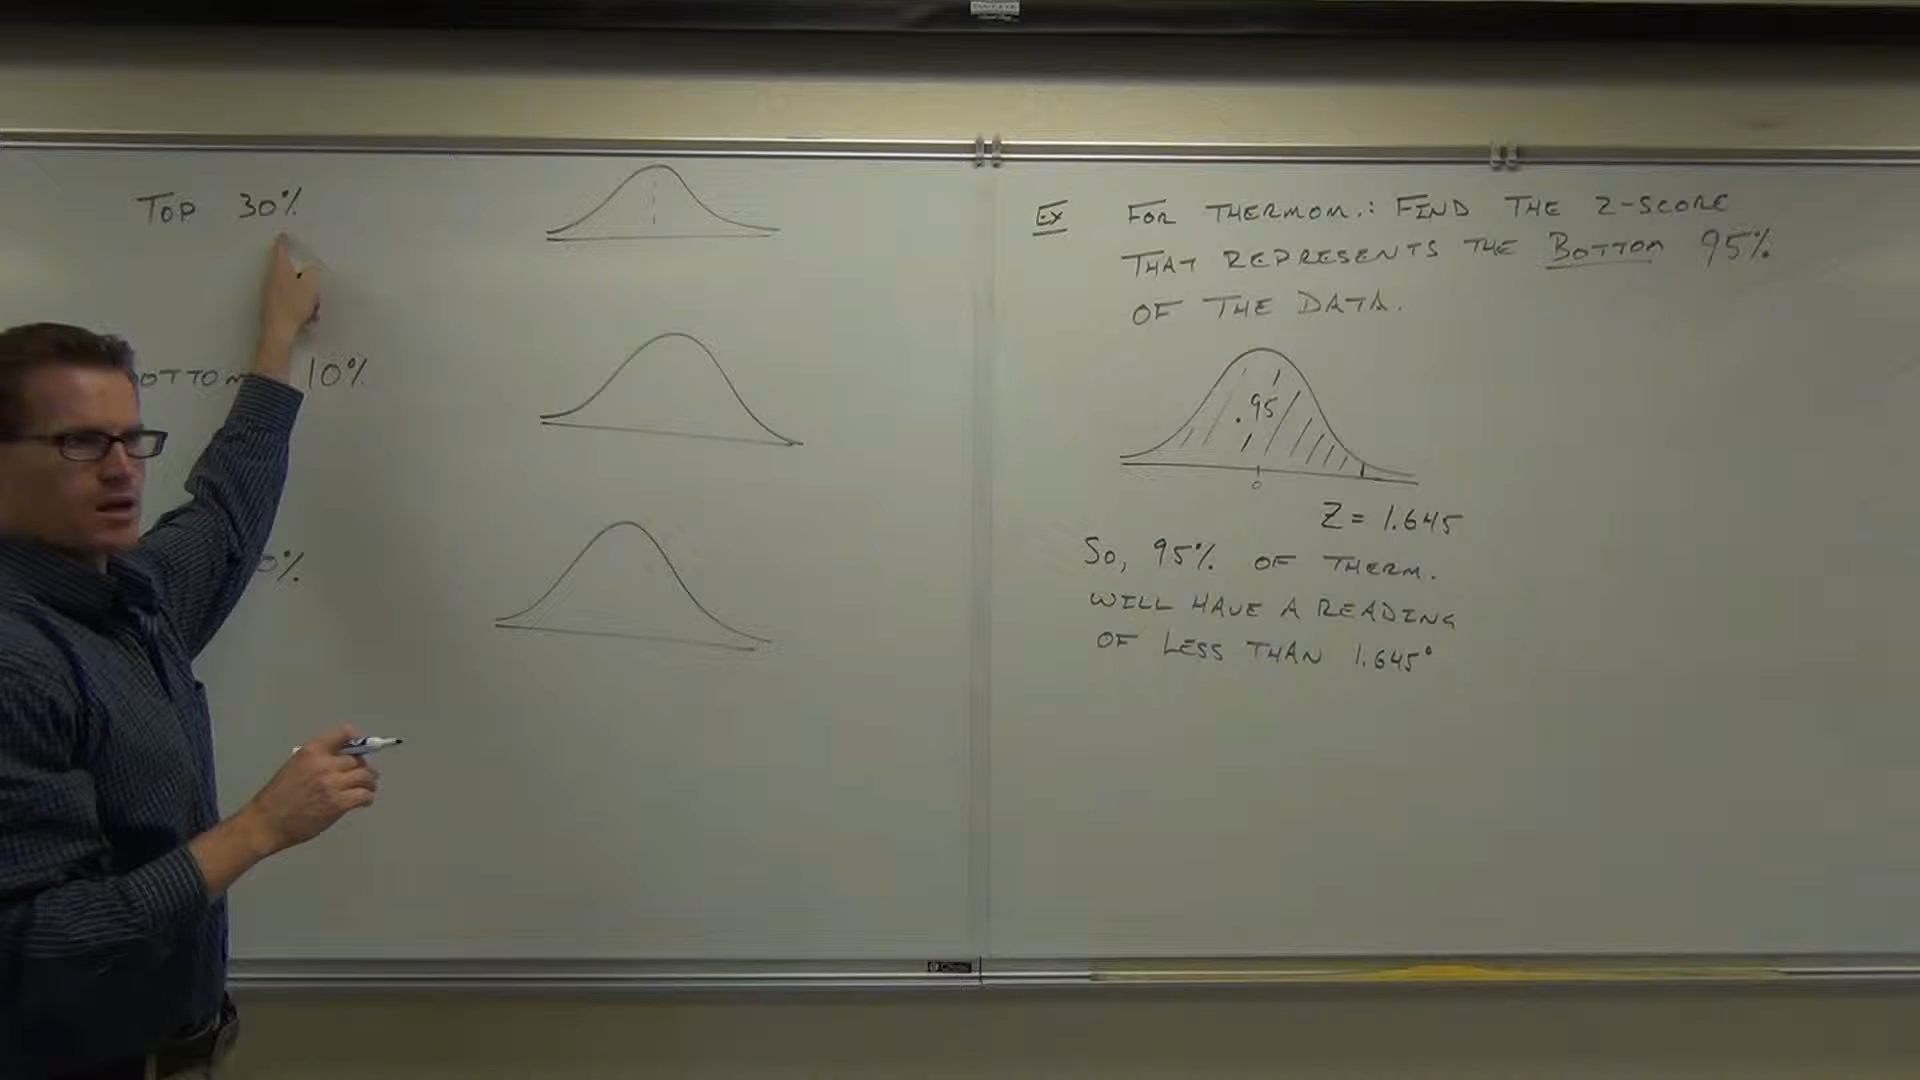 TOP 30%
10%
Ex FOR THERMOM.: FIND THE Z-SCORE
THAT REPRESENTS THE BOTTOM 95%
OF THE DATA.
.95
0
Z = 1.645
SO, 95% OF THERM.
WILL HAVE A READING
OF LESS THAN 1.645°